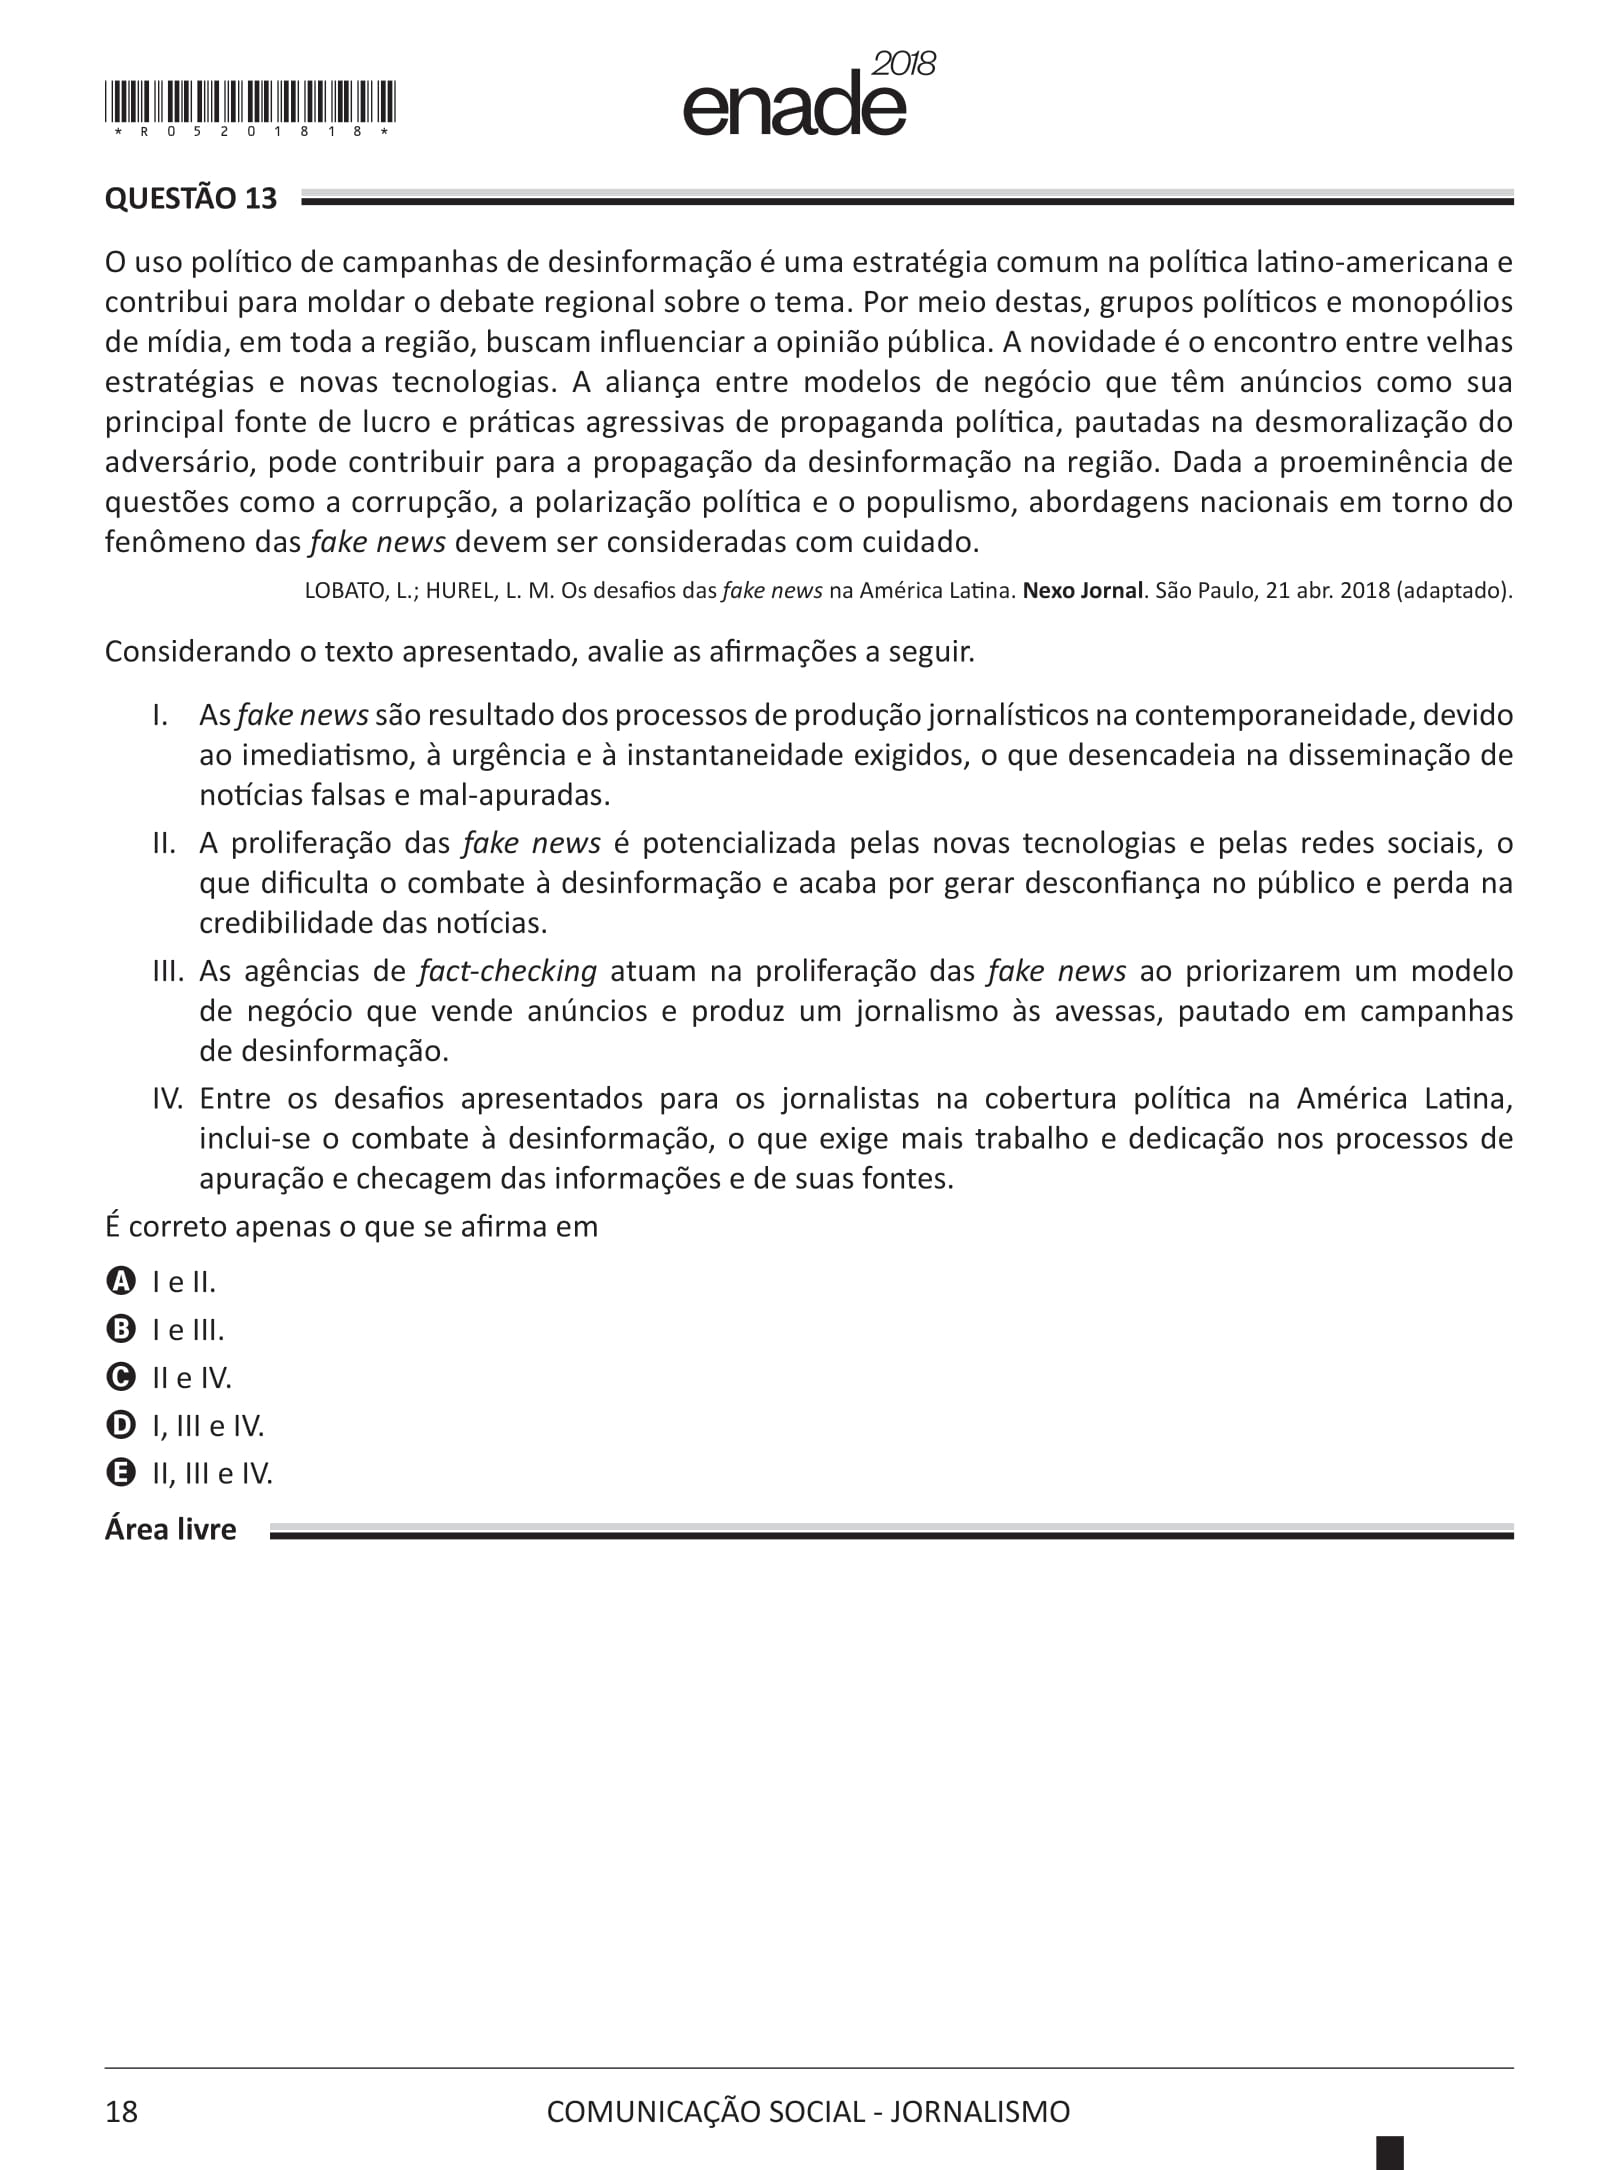 enade 2018
*R05201818*
QUESTÃO 13
O uso político de campanhas de desinformação é uma estratégia comum na política latino-americana e
contribui para moldar o debate regional sobre o tema. Por meio destas, grupos políticos e monopólios
de mídia, em toda a região, buscam influenciar a opinião pública. A novidade é o encontro entre velhas
estratégias e novas tecnologias. A aliança entre modelos de negócio que têm anúncios como sua
principal fonte de lucro e práticas agressivas de propaganda política, pautadas na desmoralização do
adversário, pode contribuir para a propagação da desinformação na região. Dada a proeminência de
questões como a corrupção, a polarização política e o populismo, abordagens nacionais em torno do
fenômeno das fake news devem ser consideradas com cuidado.
LOBATO, L.; HUREL, L. M. Os desafios das fake news na América Latina. Nexo Jornal. São Paulo, 21 abr. 2018 (adaptado).
Considerando o texto apresentado, avalie as afirmações a seguir.
I. As fake news são resultado dos processos de produção jornalísticos na contemporaneidade, devido
ao imediatismo, à urgência e à instantaneidade exigidos, o que desencadeia na disseminação de
notícias falsas e mal-apuradas.
II. A proliferação das fake news é potencializada pelas novas tecnologias e pelas redes sociais, o
que dificulta o combate à desinformação e acaba por gerar desconfiança no público e perda na
credibilidade das notícias.
III. As agências de fact-checking atuam na proliferação das fake news ao priorizarem um modelo
de negócio que vende anúncios e produz um jornalismo às avessas, pautado em campanhas
de desinformação.
IV. Entre os desafios apresentados para os jornalistas na cobertura política na América Latina,
inclui-se o combate à desinformação, o que exige mais trabalho e dedicação nos processos de
apuração e checagem das informações e de suas fontes.
É correto apenas o que se afirma em
A I e II.
B I e III.
C II e IV.
D I, III e IV.
E II, III e IV.
Área livre
18 COMUNICAÇÃO SOCIAL - JORNALISMO